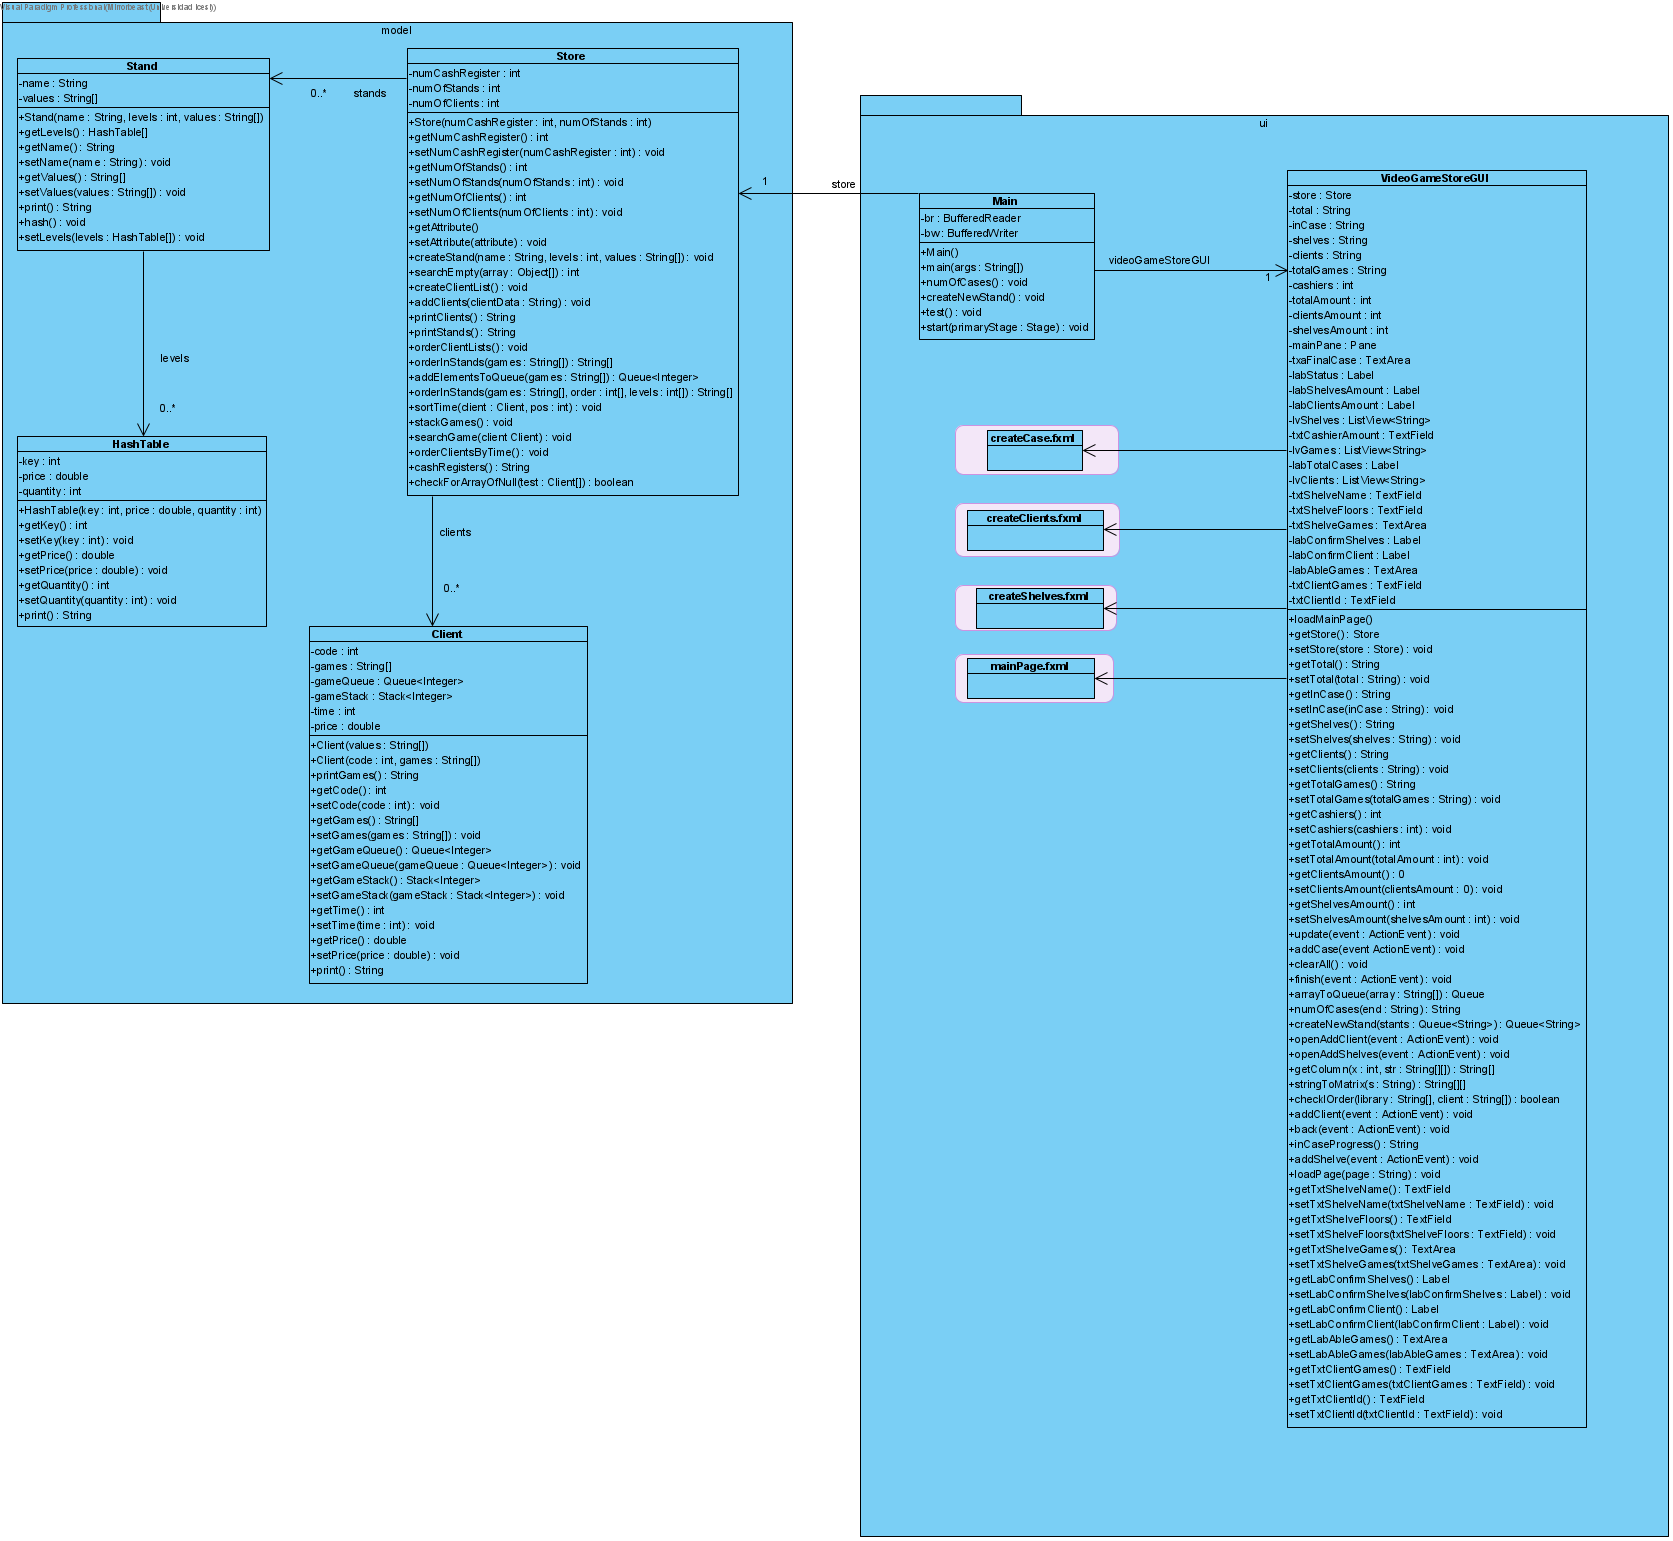 Visual Paradigm Professional(Mirrorbeast(Universidad Icesi))
model
Stand
-name : String
-values : String[]
+Stand(name : String, levels : int, values : String[])
+getLevels() : HashTable[]
+getName() : String
+setName(name : String) : void
+getValues() : String[]
+setValues(values : String[]) : void
+print() : String
+hash() : void
+setLevels(levels : HashTable[]) : void
0..*
stands
Store
-numCashRegister : int
-numOfStands : int
-numOfClients : int
+Store(numCashRegister : int, numOfStands : int)
+getNumCashRegister() : int
+setNumCashRegister(numCashRegister : int) : void
+getNumOfStands() : int
+setNumOfStands(numOfStands : int) : void
+getNumOfClients() : int
+setNumOfClients(numOfClients : int) : void
+getAttribute()
+setAttribute(attribute) : void
+createStand(name : String, levels : int, values : String[]) : void
+searchEmpty(array : Object[]) : int
+createClientList() : void
+addClients(clientData : String) : void
+printClients() : String
+printStands() : String
+orderClientLists() : void
+orderInStands(games : String[]) : String[]
+addElementsToQueue(games : String[]) : Queue<Integer>
+orderInStands(games : String[], order : int[], levels : int[]) : String[]
+sortTime(client : Client, pos : int) : void
+stackGames() : void
+searchGame(client Client) : void
+orderClientsByTime() : void
+cashRegisters() : String
+checkForArrayOfNull(test : Client[]) : boolean
levels
0..*
HashTable
-key : int
-price : double
-quantity : int
+HashTable(key : int, price : double, quantity : int)
+getKey() : int
+setKey(key : int) : void
+getPrice() : double
+setPrice(price : double) : void
+getQuantity() : int
+setQuantity(quantity : int) : void
+print() : String
clients
0..*
Client
-code : int
-games : String[]
-gameQueue : Queue<Integer>
-gameStack : Stack<Integer>
-time : int
-price : double
+Client(values : String[])
+Client(code : int, games : String[])
+printGames() : String
+getCode() : int
+setCode(code : int) : void
+getGames() : String[]
+setGames(games : String[]) : void
+getGameQueue() : Queue<Integer>
+setGameQueue(gameQueue : Queue<Integer>) : void
+getGameStack() : Stack<Integer>
+setGameStack(gameStack : Stack<Integer>) : void
+getTime() : int
+setTime(time : int) : void
+getPrice() : double
+setPrice(price : double) : void
+print() : String
1
store
ui
Main
-br : BufferedReader
-bw : BufferedWriter
+Main()
+main(args : String[])
+numOfCases() : void
+createNewStand() : void
+test() : void
+start(primaryStage : Stage) : void
videoGameStoreGUI
1
createCase.fxml
createClients.fxml
createShelves.fxml
mainPage.fxml
VideoGameStoreGUI
-store : Store
-total : String
-inCase : String
-shelves : String
-clients : String
-totalGames : String
-cashiers : int
-totalAmount : int
-clientsAmount : int
-shelvesAmount : int
-mainPane : Pane
-txaFinalCase : TextArea
-labStatus : Label
-labShelvesAmount : Label
-labClientsAmount : Label
-lvShelves : ListView<String>
-txtCashierAmount : TextField
-lvGames : ListView<String>
-labTotalCases : Label
-lvClients : ListView<String>
-txtShelveName : TextField
-txtShelveFloors : TextField
-txtShelveGames : TextArea
-labConfirmShelves : Label
-labConfirmClient : Label
-labAbleGames : TextArea
-txtClientGames : TextField
-txtClientId : TextField
+loadMainPage()
+getStore() : Store
+setStore(store : Store) : void
+getTotal() : String
+setTotal(total : String) : void
+getInCase() : String
+setInCase(inCase : String) : void
+getShelves() : String
+setShelves(shelves : String) : void
+getClients() : String
+setClients(clients : String) : void
+getTotalGames() : String
+setTotalGames(totalGames : String) : void
+getCashiers() : int
+setCashiers(cashiers : int) : void
+getTotalAmount() : int
+setTotalAmount(totalAmount : int) : void
+getClientsAmount() : 0
+setClientsAmount(clientsAmount : 0) : void
+getShelvesAmount() : int
+setShelvesAmount(shelvesAmount : int) : void
+update(event : ActionEvent) : void
+addCase(event ActionEvent) : void
+clearAll() : void
+finish(event : ActionEvent) : void
+arrayToQueue(array : String[]) : Queue
+numOfCases(end : String) : String
+createNewStand(stants : Queue<String>) : Queue<String>
+openAddClient(event : ActionEvent) : void
+openAddShelves(event : ActionEvent) : void
+getColumn(x : int, str : String[][]) : String[]
+stringToMatrix(s : String) : String[][]
+checkIOrder(library : String[], client : String[]) : boolean
+addClient(event : ActionEvent) : void
+back(event : ActionEvent) : void
+inCaseProgress() : String
+addShelve(event : ActionEvent) : void
+loadPage(page : String) : void
+getTxtShelveName() : TextField
+setTxtShelveName(txtShelveName : TextField) : void
+getTxtShelveFloors() : TextField
+setTxtShelveFloors(txtShelveFloors : TextField) : void
+getTxtShelveGames() : TextArea
+setTxtShelveGames(txtShelveGames : TextArea) : void
+getLabConfirmShelves() : Label
+setLabConfirmShelves(labConfirmShelves : Label) : void
+getLabConfirmClient() : Label
+setLabConfirmClient(labConfirmClient : Label) : void
+getLabAbleGames() : TextArea
+setLabAbleGames(labAbleGames : TextArea) : void
+getTxtClientGames() : TextField
+setTxtClientGames(txtClientGames : TextField) : void
+getTxtClientId() : TextField
+setTxtClientId(txtClientId : TextField) : void